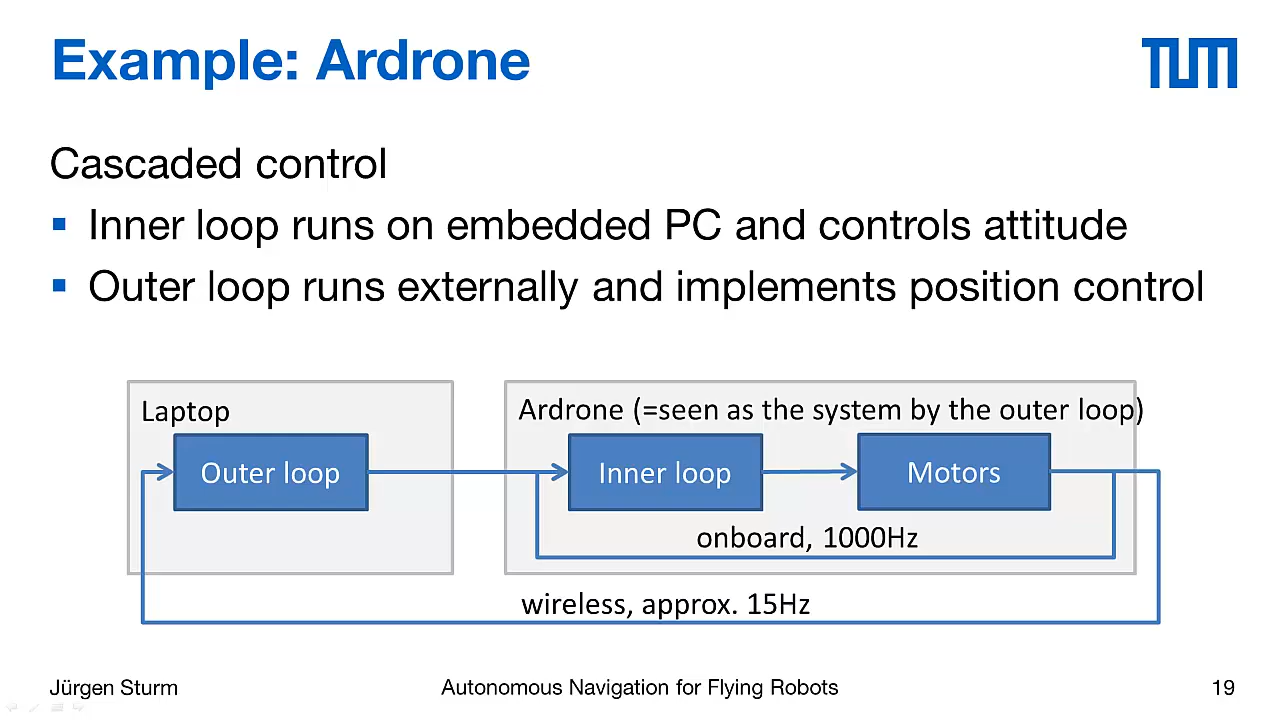 Example: Ardrone
TUM
Cascaded control
Inner loop runs on embedded PC and controls attitude
Outer loop runs externally and implements position control
Laptop
Ardrone (=seen as the system by the outer loop)
Outer loop
Inner loop
Motors
onboard, 1000Hz
wireless, approx. 15Hz
Jürgen Sturm
Autonomous Navigation for Flying Robots
19